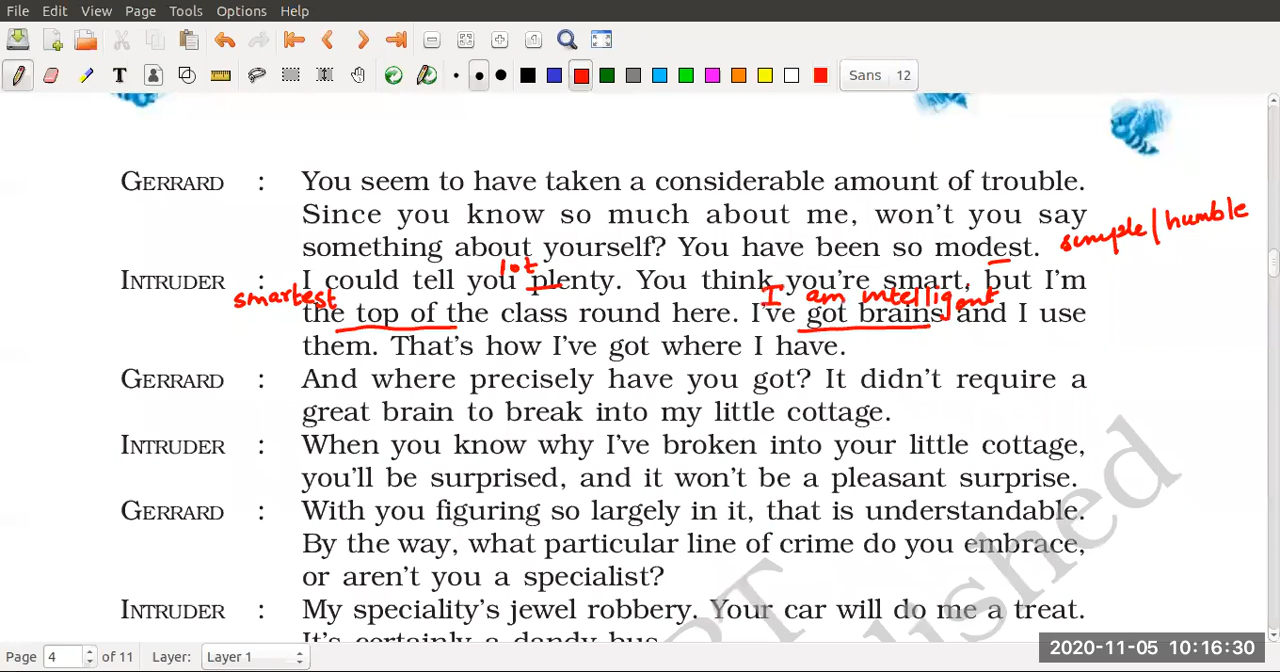 File Edit View Page Tools Options Help
T Sans 12
GERRARD : You seem to have taken a considerable amount of trouble.
Since you know so much about me, won't you say
simple/humble
something about yourself? You have been so modest.
lot
INTRUDER : I could tell you plenty. You think you're smart, but I'm
smartest I am intelligent
the top of the class round here. I've got brains and I use
them. That's how I've got where I have.
GERRARD : And where precisely have you got? It didn't require a
great brain to break into my little cottage.
INTRUDER : When you know why I've broken into your little cottage,
you'll be surprised, and it won't be a pleasant surprise.
GERRARD : With you figuring so largely in it, that is understandable.
By the way, what particular line of crime do you embrace,
or aren't you a specialist?
INTRUDER : My speciality's jewel robbery. Your car will do me a treat.
It's certainly a dandy bus.
Page 4 of 11 Layer: Layer 1
2020-11-05 10:16:30